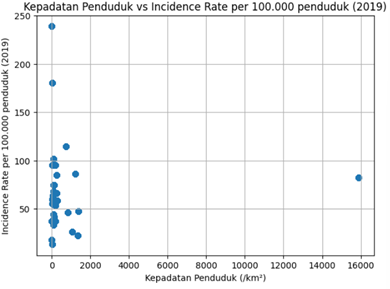 Kepadatan Penduduk vs Incidence Rate per 100.000 penduduk (2019)
250
200
150
100
50
Incidence Rate per 100.000 penduduk (2019)
0 2000 4000 6000 8000 10000 12000 14000 16000
Kepadatan Penduduk (/km²)